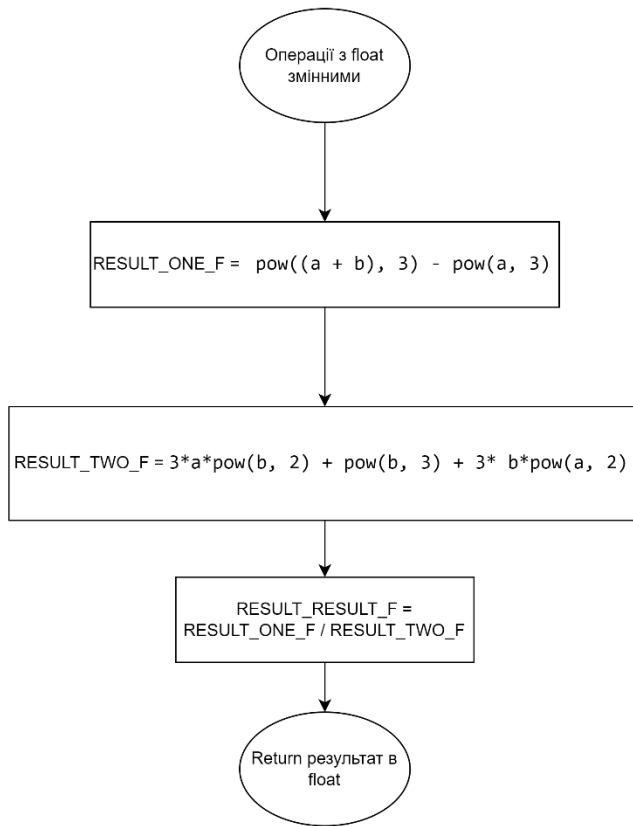 Операції з float
змінними
RESULT_ONE_F = pow((a + b), 3) - pow(a, 3)
RESULT_TWO_F = 3*a*pow(b, 2) + pow(b, 3) + 3* b*pow(a, 2)
RESULT_RESULT_F =
RESULT_ONE_F / RESULT_TWO_F
Return результат в
float